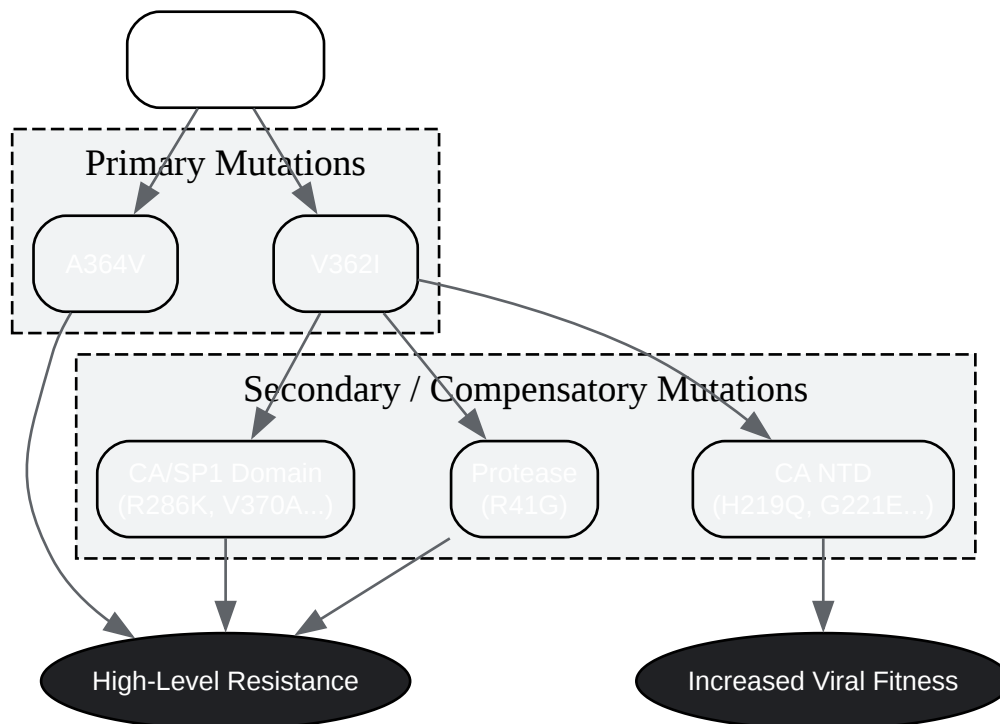 Primary Mutations
A364V
V362I
Secondary / Compensatory Mutations
CA/SP1 Domain
(R286K, V370A...)
Protease
(R41G)
CA NTD
(H219Q, G221E...)
High-Level Resistance
Increased Viral Fitness